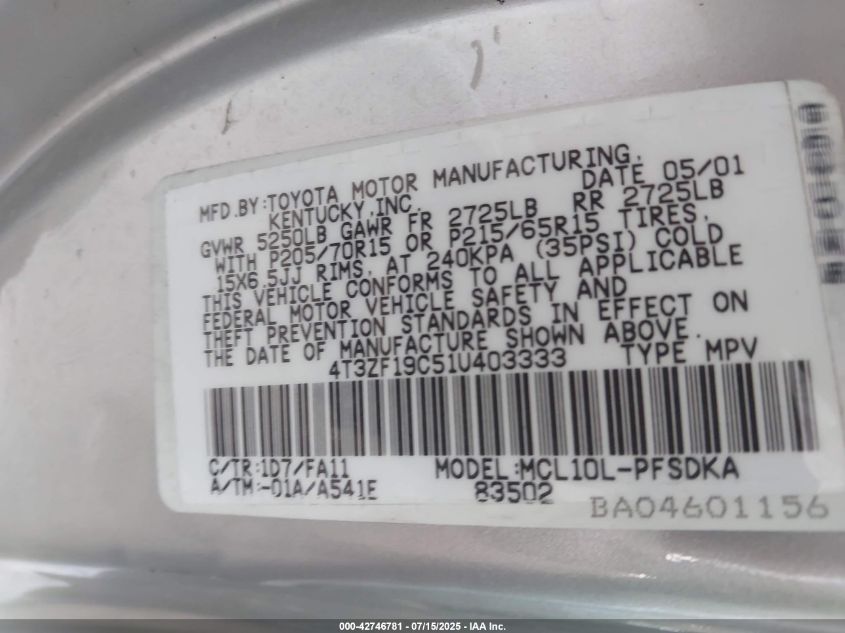 MFD.BY:TOYOTA MOTOR MANUFACTURING,
KENTUCKY,INC. DATE 05/01
GVWR 5250LB GAWR FR 2725LB RR 2725LB
WITH P205/70R15 OR P215/65R15 TIRES,
15X6.5JJ RIMS, AT 240KPA (35PSI) COLD
THIS VEHICLE CONFORMS TO ALL APPLICABLE
FEDERAL MOTOR VEHICLE SAFETY AND
THEFT PREVENTION STANDARDS IN EFFECT ON
THE DATE OF MANUFACTURE SHOWN ABOVE.
4T3ZF19C51U403333 TYPE MPV
C/TR:1D7/FA11 MODEL:MCL10L-PFSDKA
A/TM:-01A/A541E 83502
BA04601156
000-42746781 - 07/15/2025 - IAA Inc.